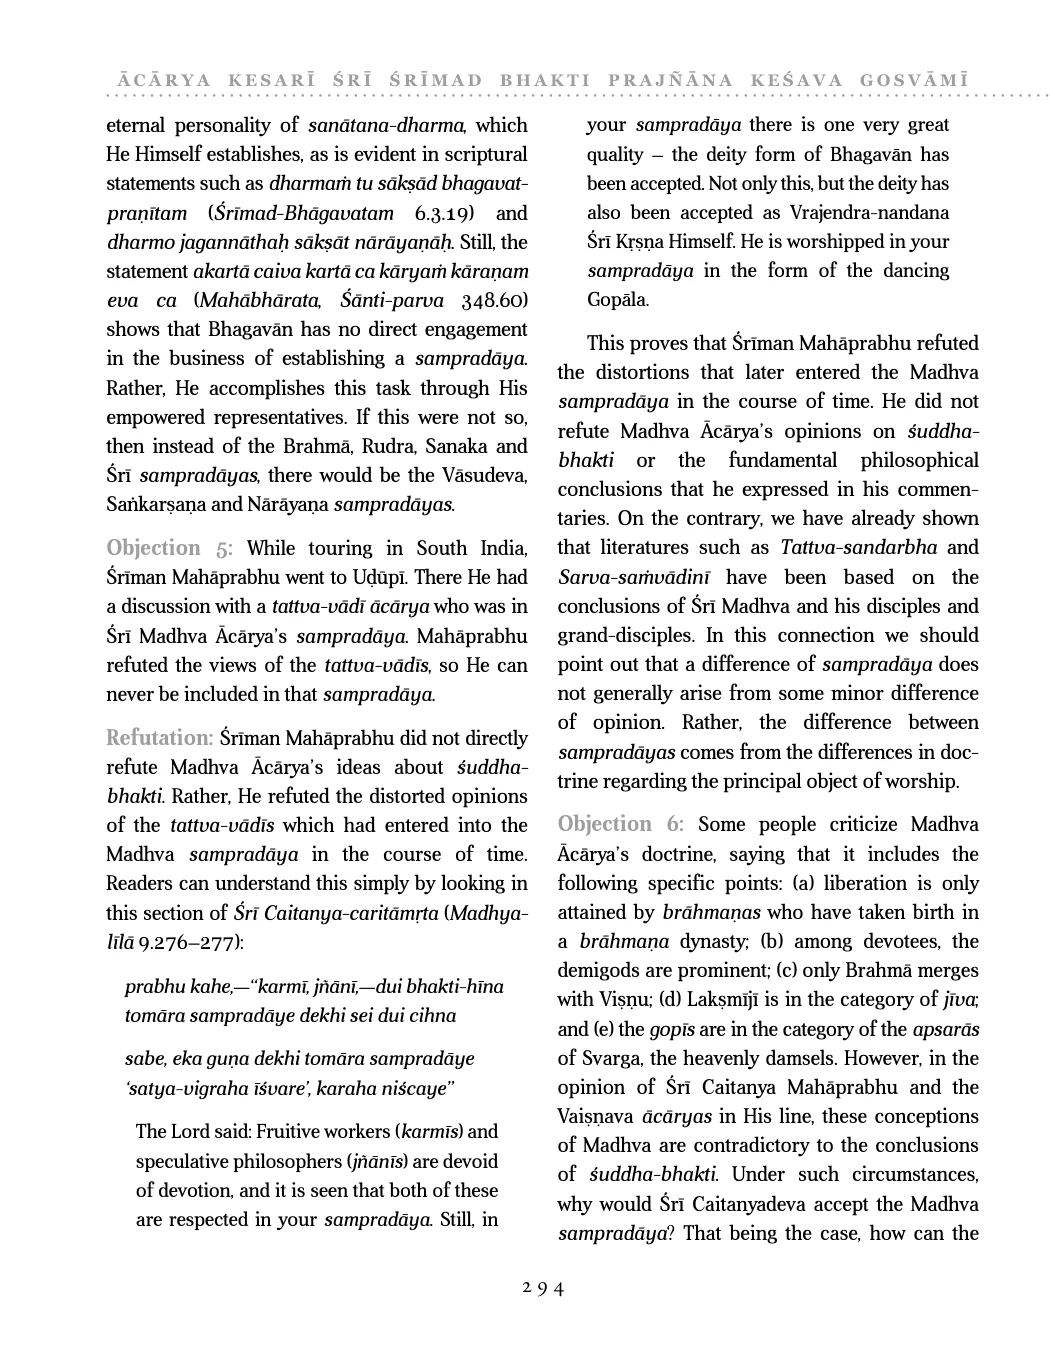 ĀCĀRYA KESARĪ ŚRĪ ŚRĪMAD BHAKTI PRAJÑĀNA KEŚAVA GOSVĀMĪ
eternal personality of sanātana-dharma, which
He Himself establishes, as is evident in scriptural
statements such as dharmaṁ tu sākṣād bhagavat-
praṇītam (Śrīmad-Bhāgavatam 6.3.19) and
dharmo jagannāthaḥ sākṣāt nārāyaṇāḥ. Still, the
statement akartā caiva kartā ca kāryaṁ kāraṇam
eva ca (Mahābhārata, Śānti-parva 348.60)
shows that Bhagavān has no direct engagement
in the business of establishing a sampradāya.
Rather, He accomplishes this task through His
empowered representatives. If this were not so,
then instead of the Brahmā, Rudra, Sanaka and
Śrī sampradāyas, there would be the Vāsudeva,
Saṅkarṣaṇa and Nārāyaṇa sampradāyas.
Objection 5: While touring in South India,
Śrīman Mahāprabhu went to Uḍūpī. There He had
a discussion with a tattva-vādī ācārya who was in
Śrī Madhva Ācārya’s sampradāya. Mahāprabhu
refuted the views of the tattva-vādīs, so He can
never be included in that sampradāya.
Refutation: Śrīman Mahāprabhu did not directly
refute Madhva Ācārya’s ideas about śuddha-
bhakti. Rather, He refuted the distorted opinions
of the tattva-vādīs which had entered into the
Madhva sampradāya in the course of time.
Readers can understand this simply by looking in
this section of Śrī Caitanya-caritāmṛta (Madhya-
līlā 9.276–277):
prabhu kahe,—“karmī, jñānī,—dui bhakti-hīna
tomāra sampradāye dekhi sei dui cihna
sabe, eka guṇa dekhi tomāra sampradāye
‘satya-vigraha īśvare’, karaha niścaye”
The Lord said: Fruitive workers (karmīs) and
speculative philosophers (jñānīs) are devoid
of devotion, and it is seen that both of these
are respected in your sampradāya. Still, in
your sampradāya there is one very great
quality – the deity form of Bhagavān has
been accepted. Not only this, but the deity has
also been accepted as Vrajendra-nandana
Śrī Kṛṣṇa Himself. He is worshipped in your
sampradāya in the form of the dancing
Gopāla.
This proves that Śrīman Mahāprabhu refuted
the distortions that later entered the Madhva
sampradāya in the course of time. He did not
refute Madhva Ācārya’s opinions on śuddha-
bhakti or the fundamental philosophical
conclusions that he expressed in his commen-
taries. On the contrary, we have already shown
that literatures such as Tattva-sandarbha and
Sarva-saṁvādinī have been based on the
conclusions of Śrī Madhva and his disciples and
grand-disciples. In this connection we should
point out that a difference of sampradāya does
not generally arise from some minor difference
of opinion. Rather, the difference between
sampradāyas comes from the differences in doc-
trine regarding the principal object of worship.
Objection 6: Some people criticize Madhva
Ācārya’s doctrine, saying that it includes the
following specific points: (a) liberation is only
attained by brāhmaṇas who have taken birth in
a brāhmaṇa dynasty; (b) among devotees, the
demigods are prominent; (c) only Brahmā merges
with Viṣṇu; (d) Lakṣmījī is in the category of jīva;
and (e) the gopīs are in the category of the apsarās
of Svarga, the heavenly damsels. However, in the
opinion of Śrī Caitanya Mahāprabhu and the
Vaiṣṇava ācāryas in His line, these conceptions
of Madhva are contradictory to the conclusions
of śuddha-bhakti. Under such circumstances,
why would Śrī Caitanyadeva accept the Madhva
sampradāya? That being the case, how can the
294